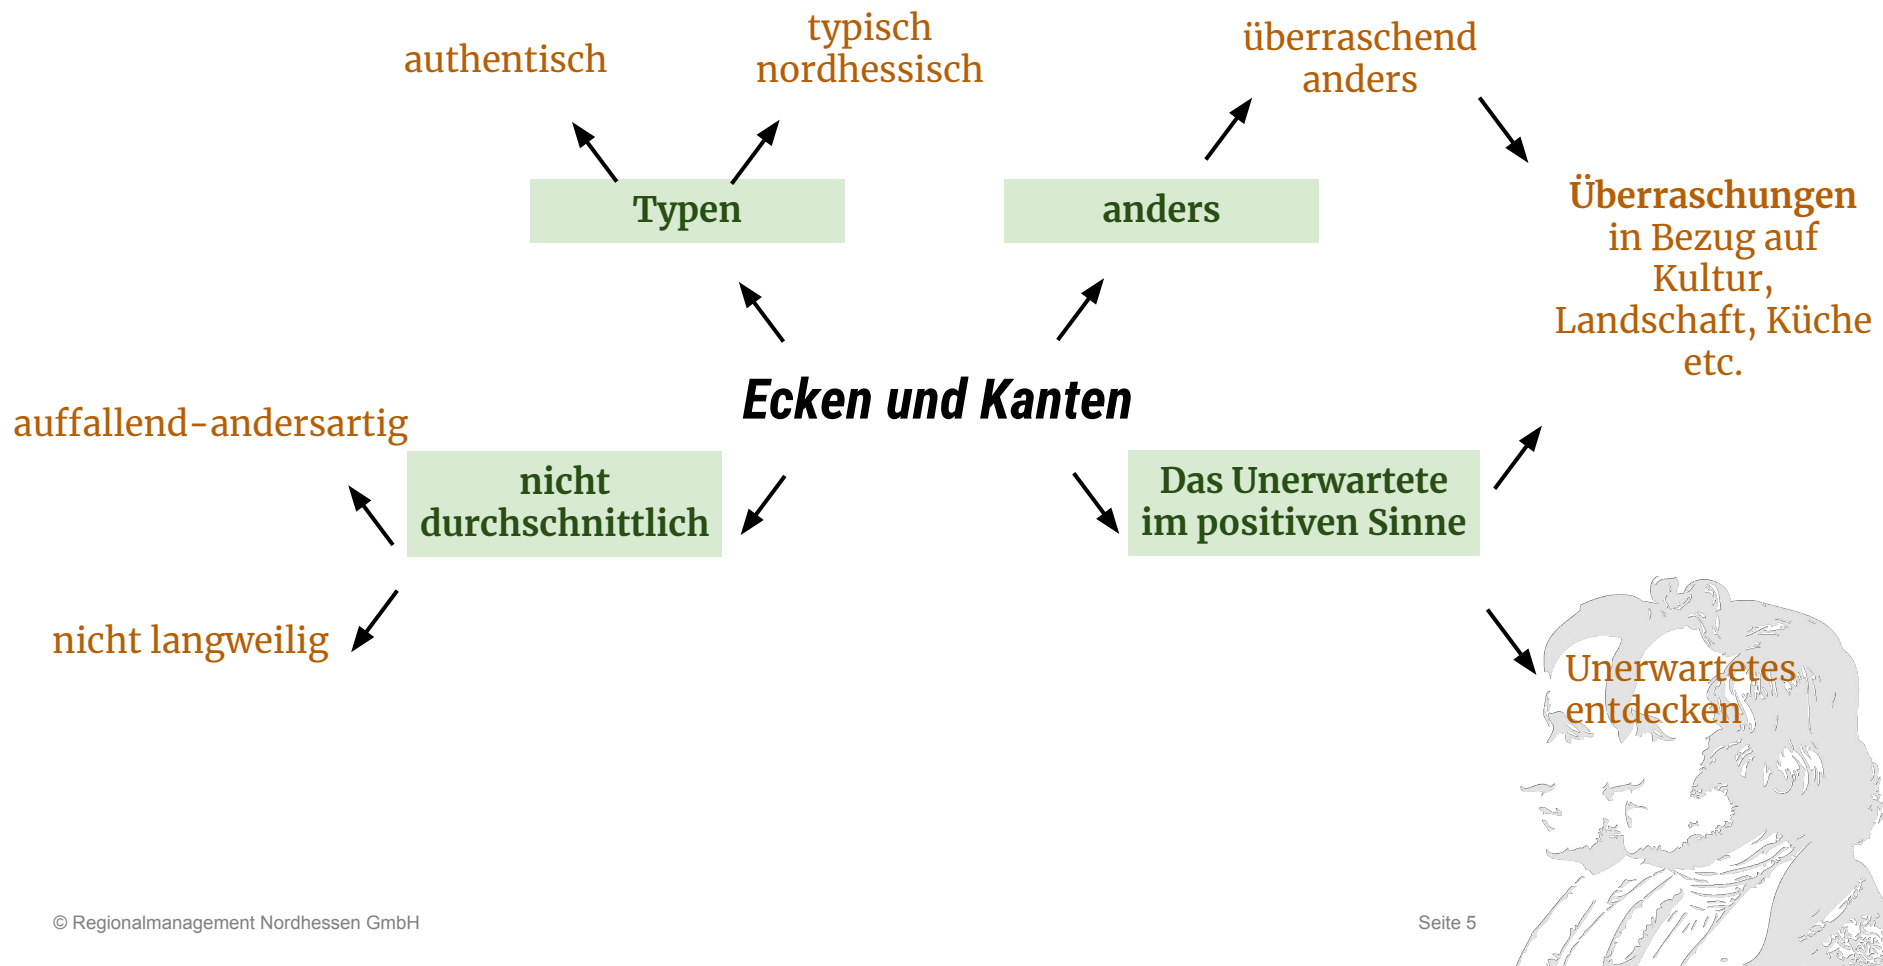 authentisch
typisch
nordhessisch
überraschend
anders
Typen
anders
Überraschungen
in Bezug auf
Kultur,
Landschaft, Küche
etc.
Ecken und Kanten
auffallend-andersartig
nicht
durchschnittlich
Das Unerwartete
im positiven Sinne
nicht langweilig
Unerwartetes
entdecken
© Regionalmanagement Nordhessen GmbH
Seite 5